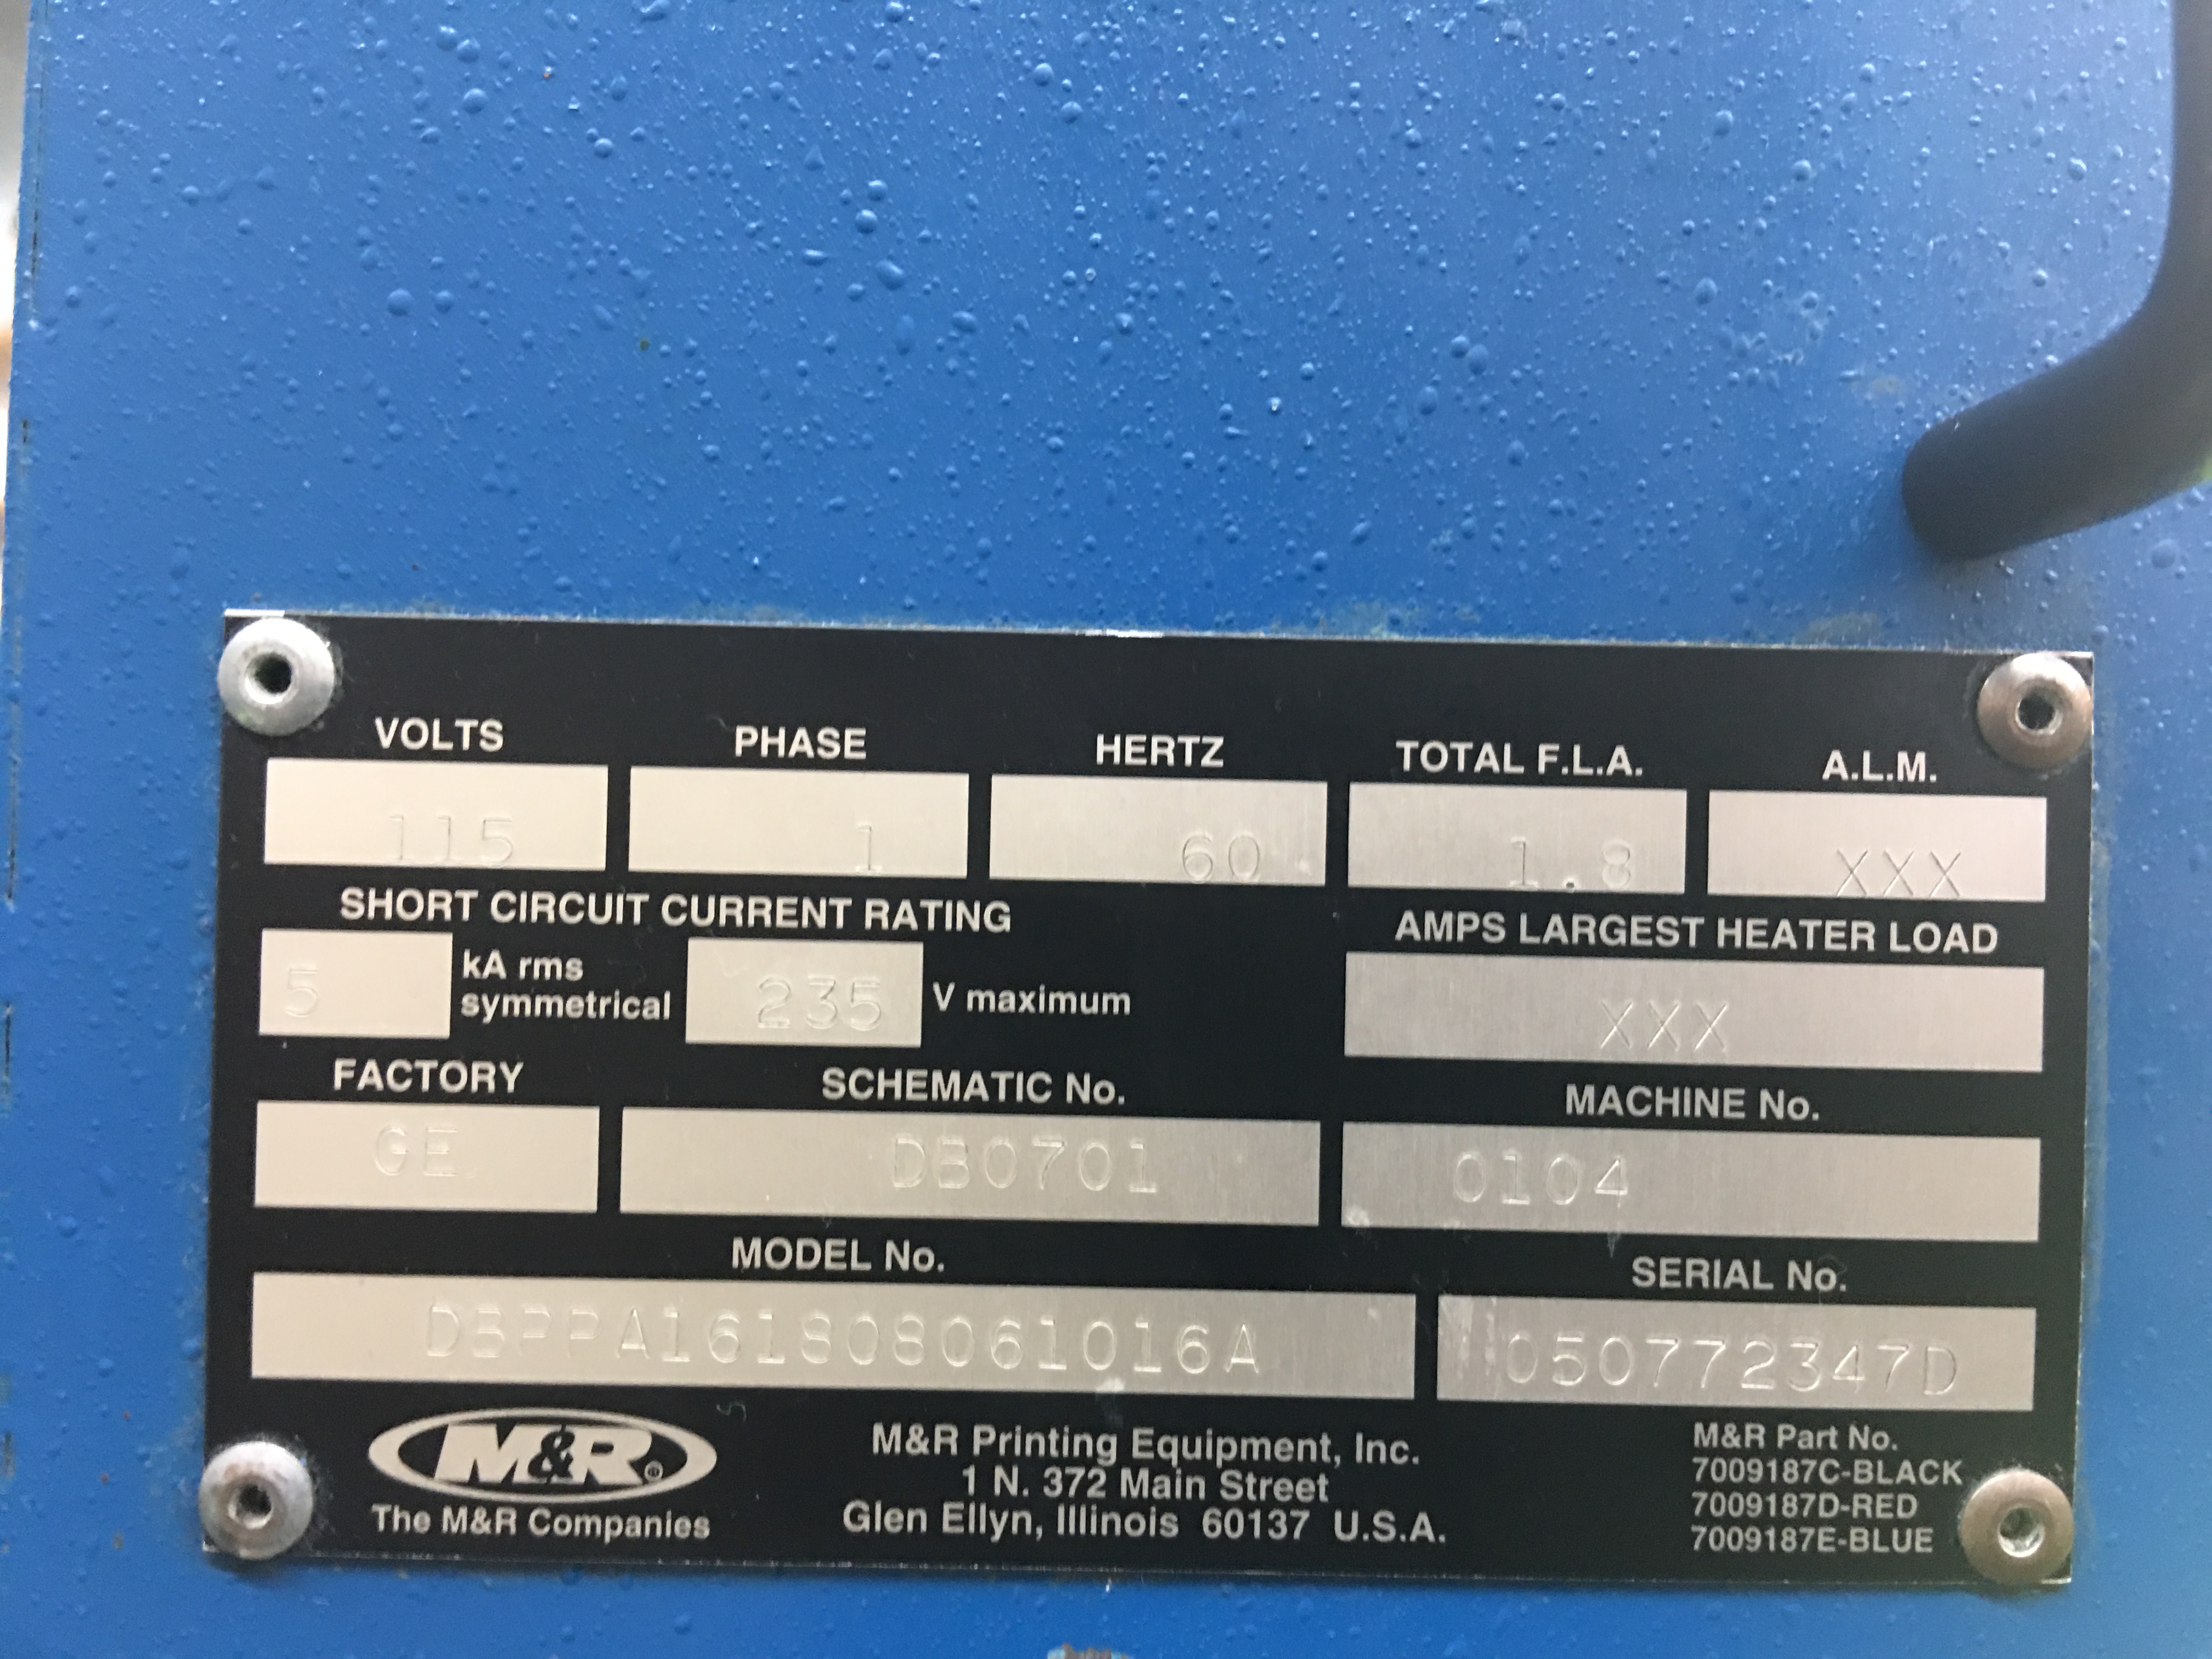 VOLTS PHASE HERTZ TOTAL F.L.A. A.L.M.
115 1 60 1.8 XXX
SHORT CIRCUIT CURRENT RATING AMPS LARGEST HEATER LOAD
5 kA rms symmetrical 235 V maximum XXX
FACTORY SCHEMATIC No. MACHINE No.
GE DB0701 0104
MODEL No. SERIAL No.
DBPPA161808061016A 050772347D
M&R®
The M&R Companies
M&R Printing Equipment, Inc.
1 N. 372 Main Street
Glen Ellyn, Illinois 60137 U.S.A.
M&R Part No.
7009187C-BLACK
7009187D-RED
7009187E-BLUE